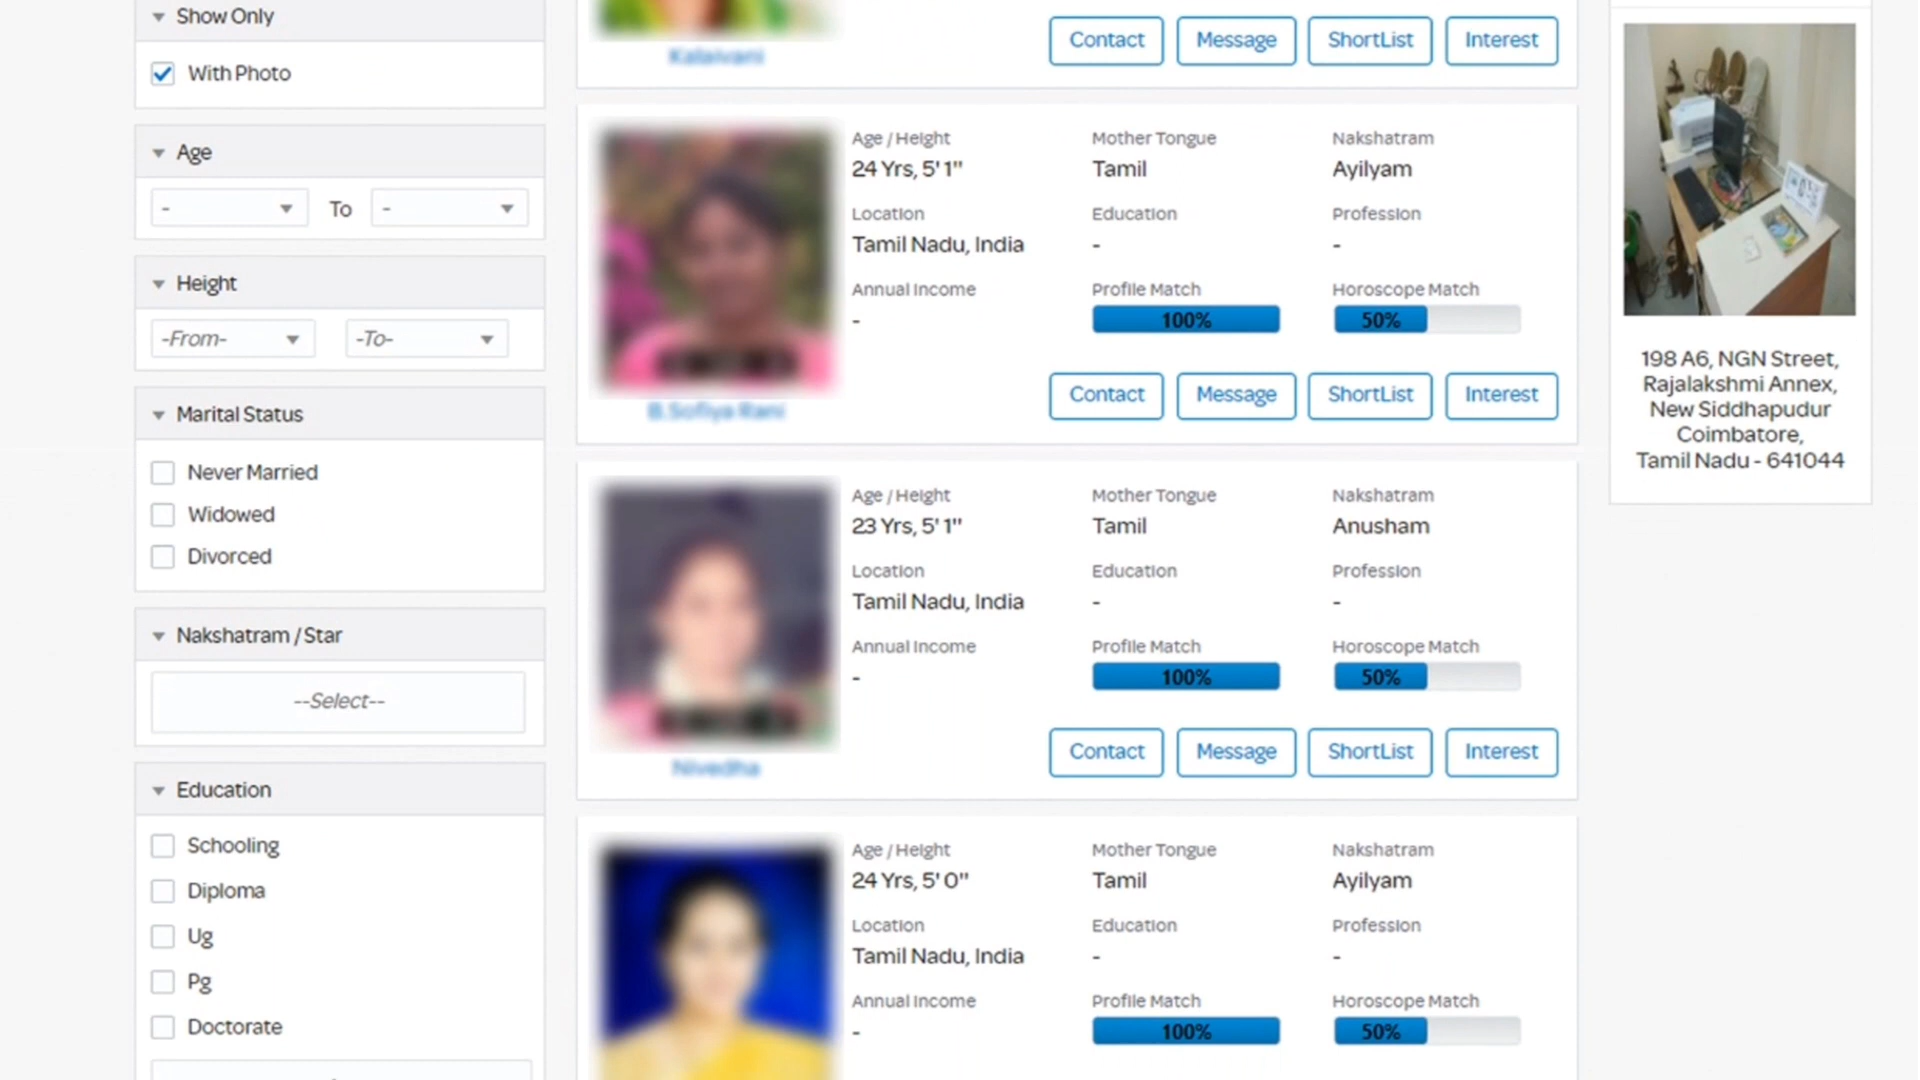 Show Only
With Photo
Age
- To -
Height
-From- -To-
Marital Status
Never Married
Widowed
Divorced
Nakshatram / Star
--Select--
Education
Schooling
Diploma
Ug
Pg
Doctorate
Kalaivani
Contact Message ShortList Interest
Age / Height Mother Tongue Nakshatram
24 Yrs, 5' 1" Tamil Ayilyam
Location Education Profession
Tamil Nadu, India - -
Annual Income Profile Match Horoscope Match
- 100% 50%
Contact Message ShortList Interest
B.Sofiya Rani
Age / Height Mother Tongue Nakshatram
23 Yrs, 5' 1" Tamil Anusham
Location Education Profession
Tamil Nadu, India - -
Annual Income Profile Match Horoscope Match
- 100% 50%
Contact Message ShortList Interest
Nivedha
Age / Height Mother Tongue Nakshatram
24 Yrs, 5' 0" Tamil Ayilyam
Location Education Profession
Tamil Nadu, India - -
Annual Income Profile Match Horoscope Match
- 100% 50%
198 A6, NGN Street,
Rajalakshmi Annex,
New Siddhapudur
Coimbatore,
Tamil Nadu - 641044